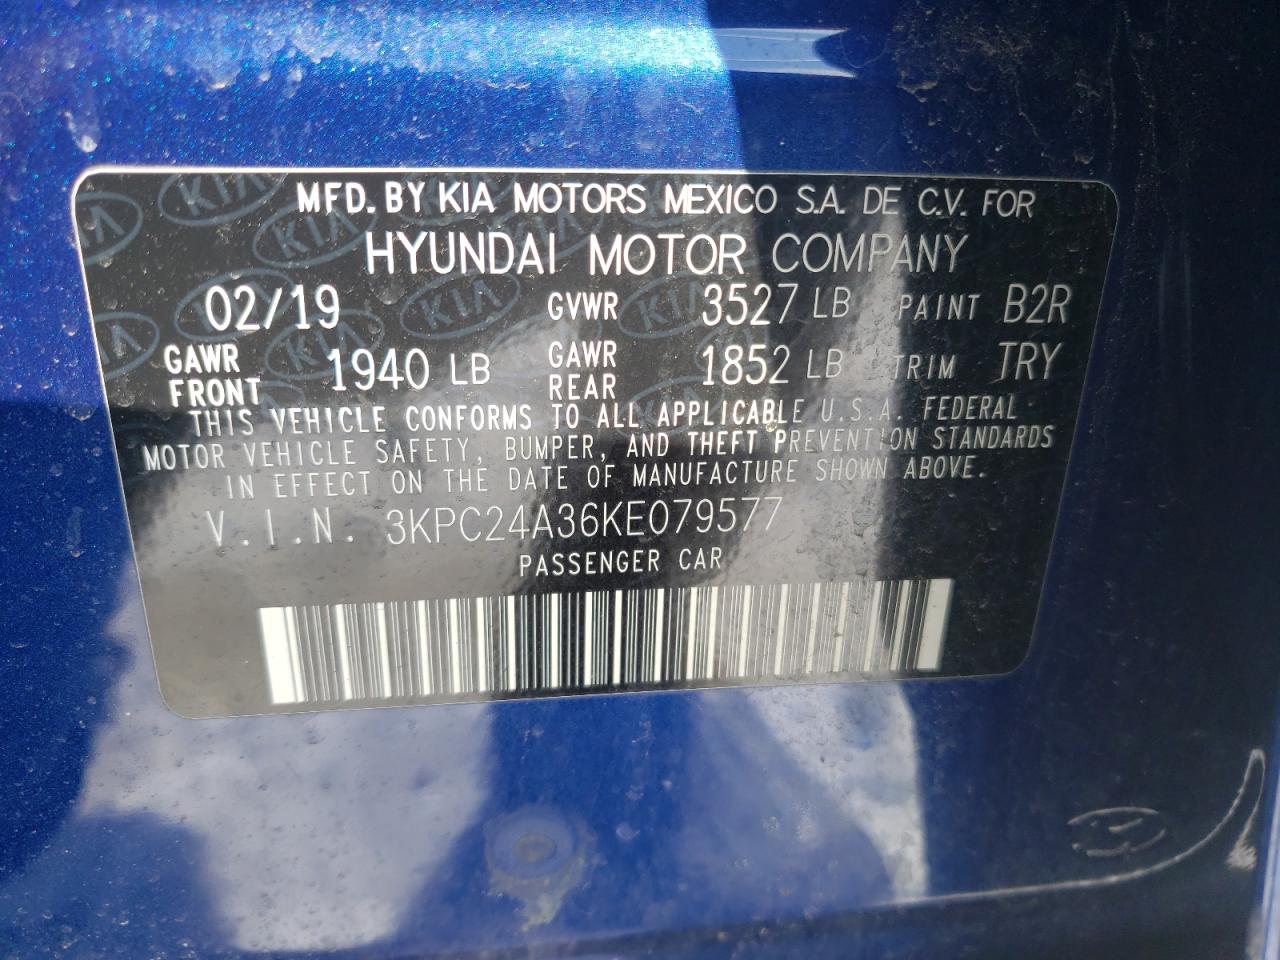 MFD. BY KIA MOTORS MEXICO S.A. DE C.V. FOR
HYUNDAI MOTOR COMPANY
02/19 GVWR 3527 LB PAINT B2R
GAWR FRONT 1940 LB GAWR REAR 1852 LB TRIM TRY
THIS VEHICLE CONFORMS TO ALL APPLICABLE U.S.A. FEDERAL
MOTOR VEHICLE SAFETY, BUMPER, AND THEFT PREVENTION STANDARDS
IN EFFECT ON THE DATE OF MANUFACTURE SHOWN ABOVE.
V.I.N. 3KPC24A36KE079577
PASSENGER CAR